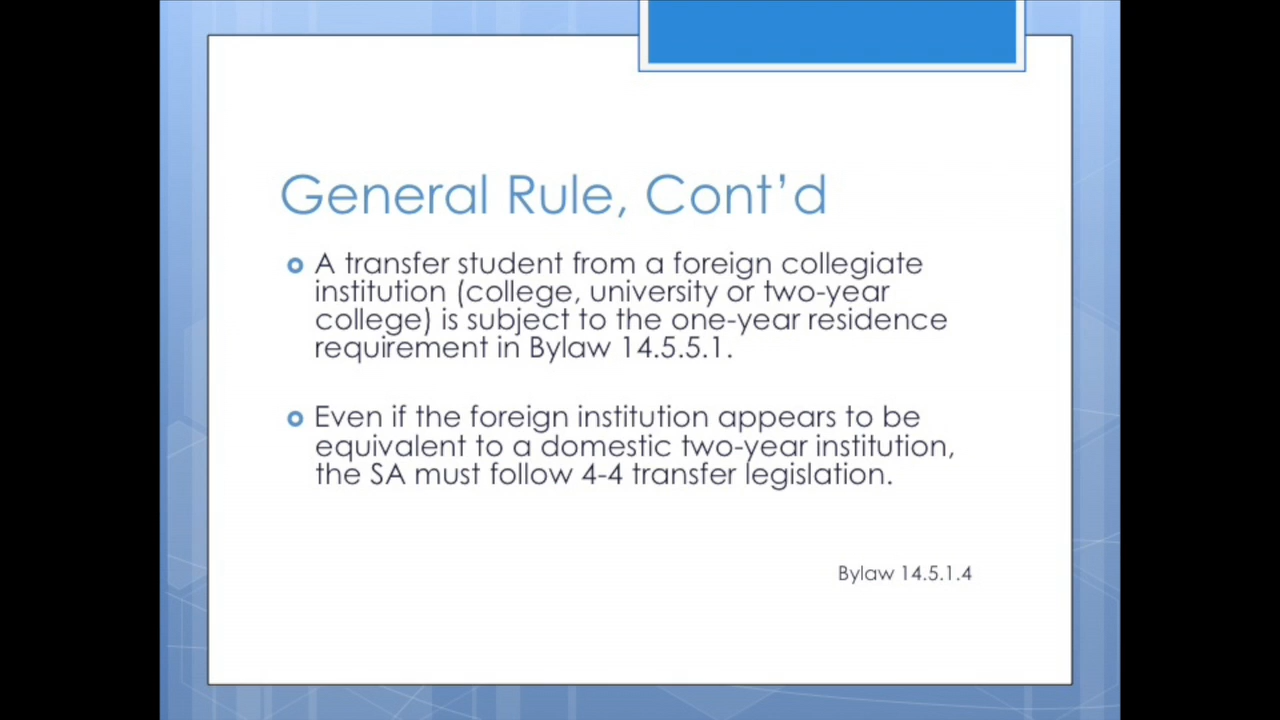 General Rule, Cont’d
A transfer student from a foreign collegiate
institution (college, university or two-year
college) is subject to the one-year residence
requirement in Bylaw 14.5.5.1.
Even if the foreign institution appears to be
equivalent to a domestic two-year institution,
the SA must follow 4-4 transfer legislation.
Bylaw 14.5.1.4